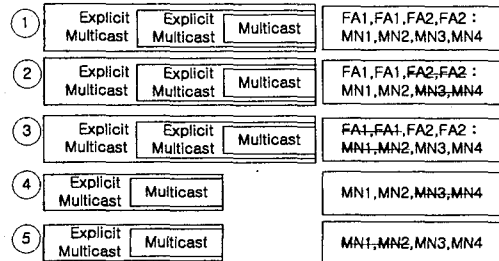 1 Explicit Multicast Explicit Multicast Multicast FA1,FA1,FA2,FA2 :
MN1,MN2,MN3,MN4
2 Explicit Multicast Explicit Multicast Multicast FA1,FA1,FA2,FA2 :
MN1,MN2,MN3,MN4
3 Explicit Multicast Explicit Multicast Multicast FA1,FA1,FA2,FA2 :
MN1,MN2,MN3,MN4
4 Explicit Multicast Multicast MN1,MN2,MN3,MN4
5 Explicit Multicast Multicast MN1,MN2,MN3,MN4